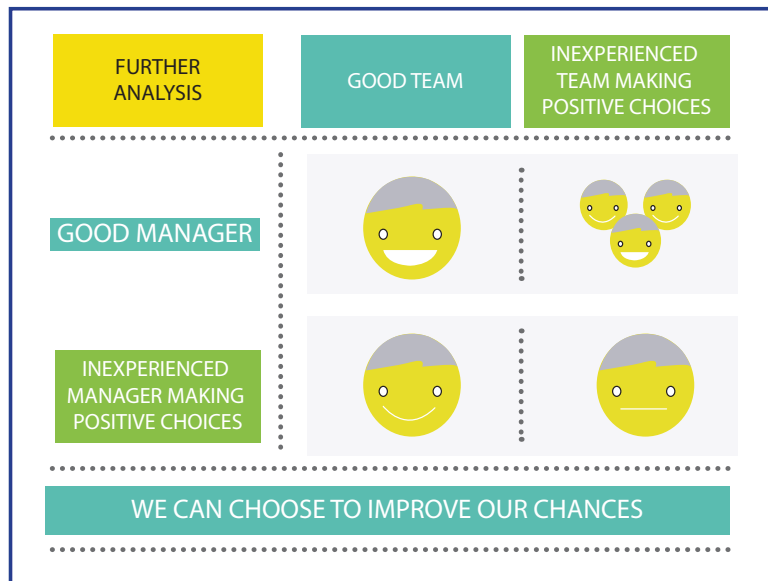 FURTHER
ANALYSIS
GOOD TEAM
INEXPERIENCED
TEAM MAKING
POSITIVE CHOICES
GOOD MANAGER
INEXPERIENCED
MANAGER MAKING
POSITIVE CHOICES
WE CAN CHOOSE TO IMPROVE OUR CHANCES